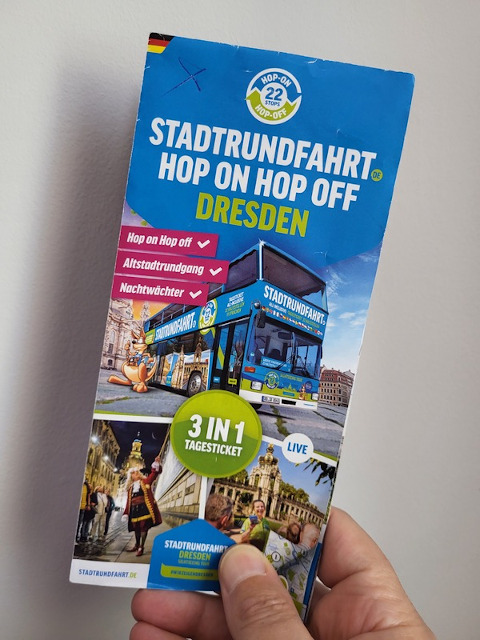 HOP-ON
22
STOPS
HOP-OFF
STADTRUNDFAHRT.DE
HOP ON HOP OFF
DRESDEN
Hop on Hop off
Altstadtrundgang
Nachtwächter
STADTRUNDFAHRT
STADTRUNDFAHRT
3 IN 1
TAGESTICKET
LIVE
STADTRUNDFAHRT
DRESDEN
STADTRUNDFAHRT.DE